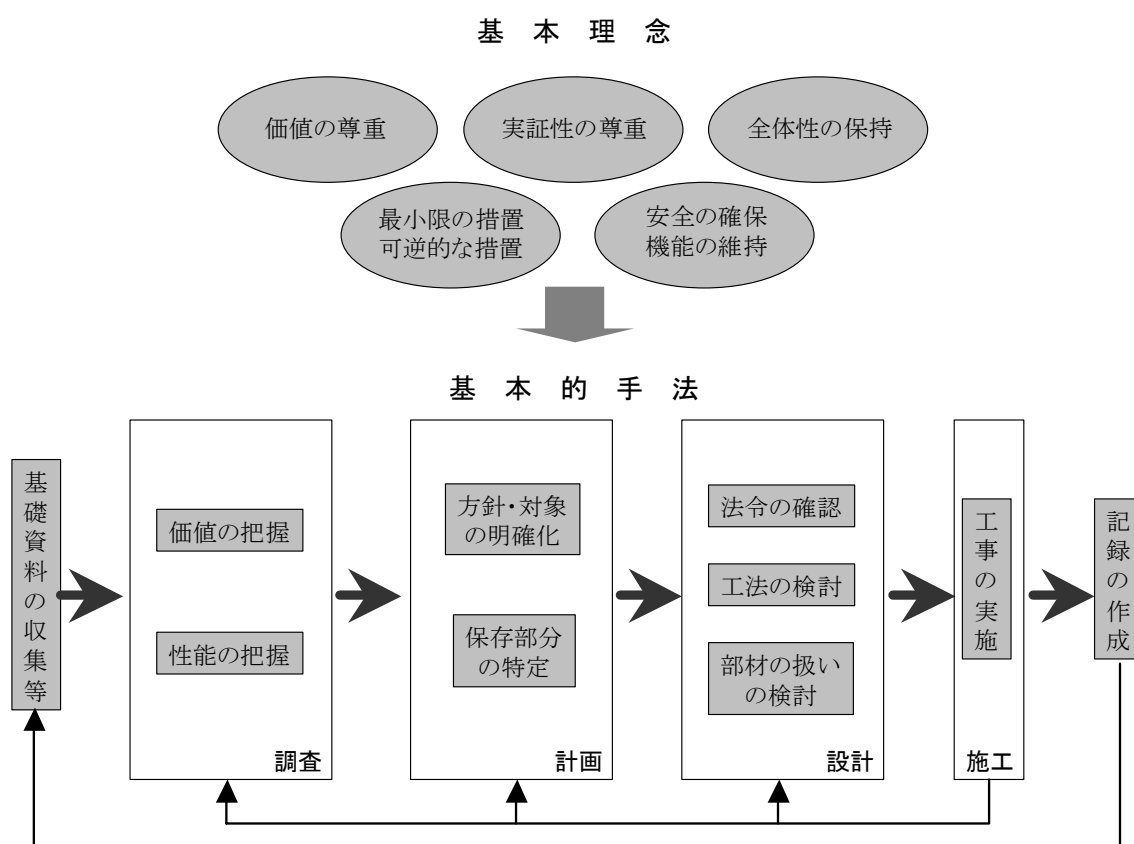 基本理念
価値の尊重
実証性の尊重
全体性の保持
最小限の措置
可逆的な措置
安全の確保
機能の維持
基本的手法
基礎資料の収集等
価値の把握
性能の把握
調査
方針・対象
の明確化
保存部分
の特定
計画
法令の確認
工法の検討
部材の扱い
の検討
設計
工事の実施
施工
記録の作成